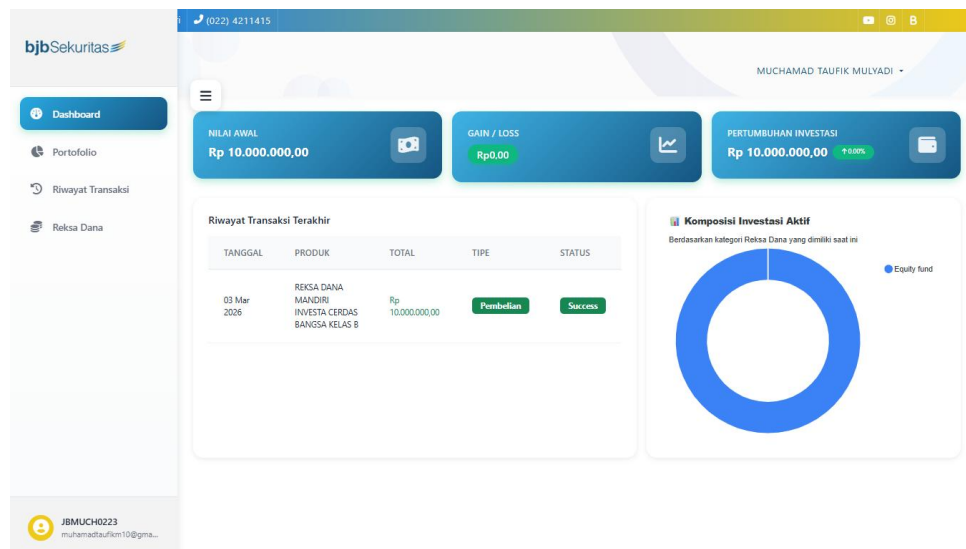 (022) 4211415
bjbSekuritas
MUCHAMAD TAUFIK MULYADI
Dashboard
Portofolio
Riwayat Transaksi
Reksa Dana
NILAI AWAL
Rp 10.000.000,00
GAIN / LOSS
Rp0,00
PERTUMBUHAN INVESTASI
Rp 10.000.000,00 ↑0.00%
Riwayat Transaksi Terakhir
TANGGAL PRODUK TOTAL TIPE STATUS
03 Mar
2026
REKSA DANA
MANDIRI
INVESTA CERDAS
BANGSA KELAS B
Rp
10.000.000,00
Pembelian
Success
Komposisi Investasi Aktif
Berdasarkan kategori Reksa Dana yang dimiliki saat ini
Equity fund
JBMUCH0223
muhamadtaufikm10@gma...